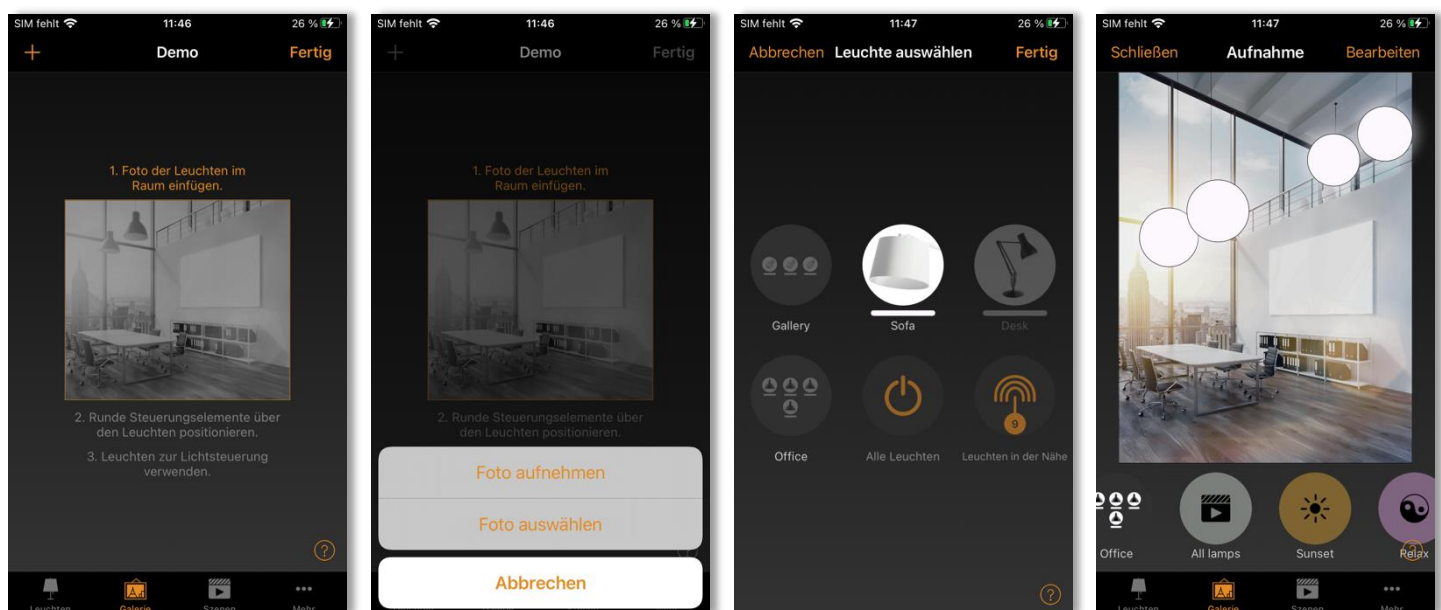 SIM fehlt 11:46 26 %
Demo Fertig
1. Foto der Leuchten im
Raum einfügen.
2. Runde Steuerungselemente über
den Leuchten positionieren.
3. Leuchten zur Lichtsteuerung
verwenden.
?
Leuchten Galerie Szenen Mehr
SIM fehlt 11:46 26 %
Demo Fertig
1. Foto der Leuchten im
Raum einfügen.
2. Runde Steuerungselemente über
den Leuchten positionieren.
Foto aufnehmen
Foto auswählen
Abbrechen
SIM fehlt 11:47 26 %
Abbrechen Leuchte auswählen Fertig
Gallery Sofa Desk
9
Office Alle Leuchten Leuchten in der Nähe
?
SIM fehlt 11:47 26 %
Schließen Aufnahme Bearbeiten
Office All lamps Sunset Relax
?
Leuchten Galerie Szenen Mehr